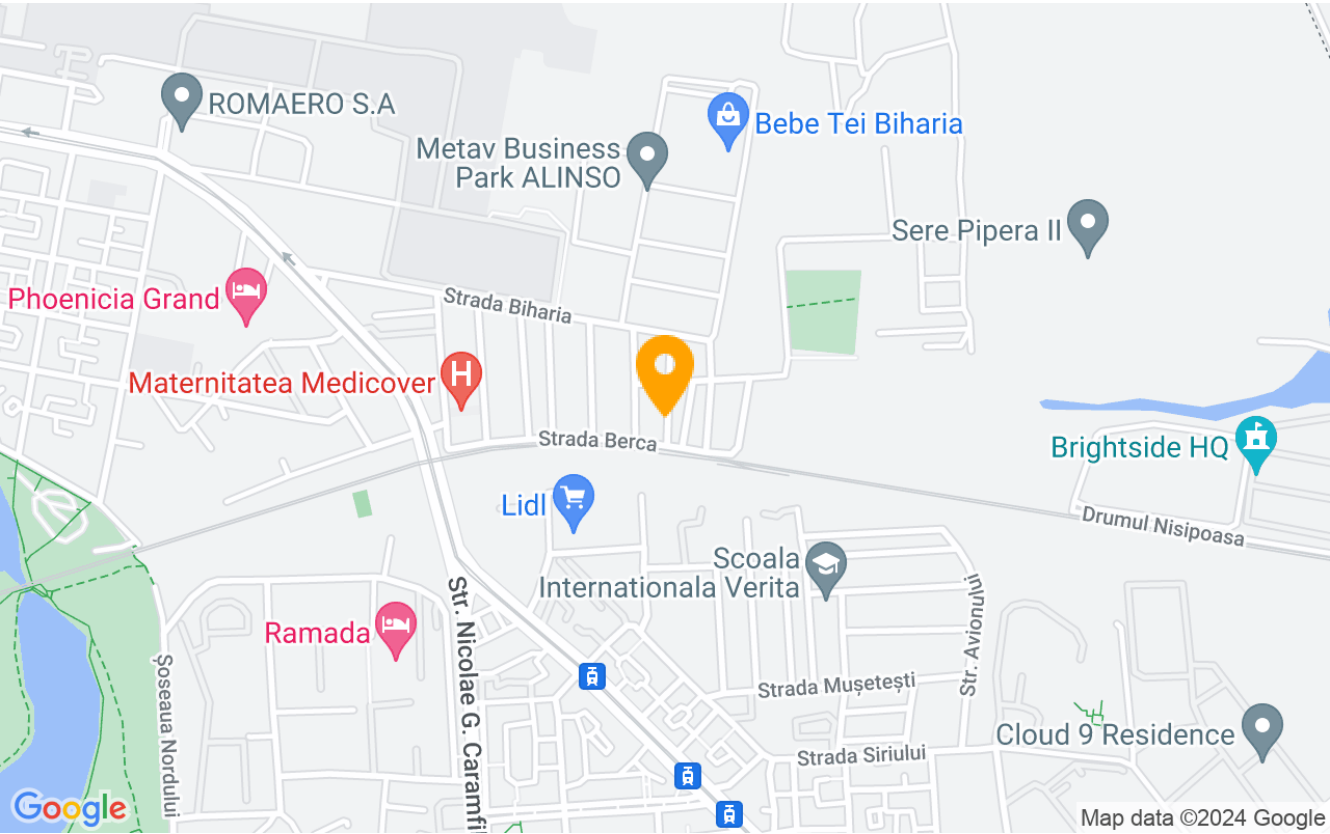 ROMAERO S.A
Bebe Tei Biharia
Metav Business
Park ALINSO
Sere Pipera II
Phoenicia Grand
Strada Biharia
Maternitatea Medicover
H
Strada Berca
Brightside HQ
Lidl
Drumul Nisipoasa
Scoala
Internationala Verita
Str. Avionului
Ramada
Str. Nicolae G. Caramfil
Șoseaua Nordului
Strada Mușetești
Cloud 9 Residence
Strada Siriului
Google
Map data ©2024 Google